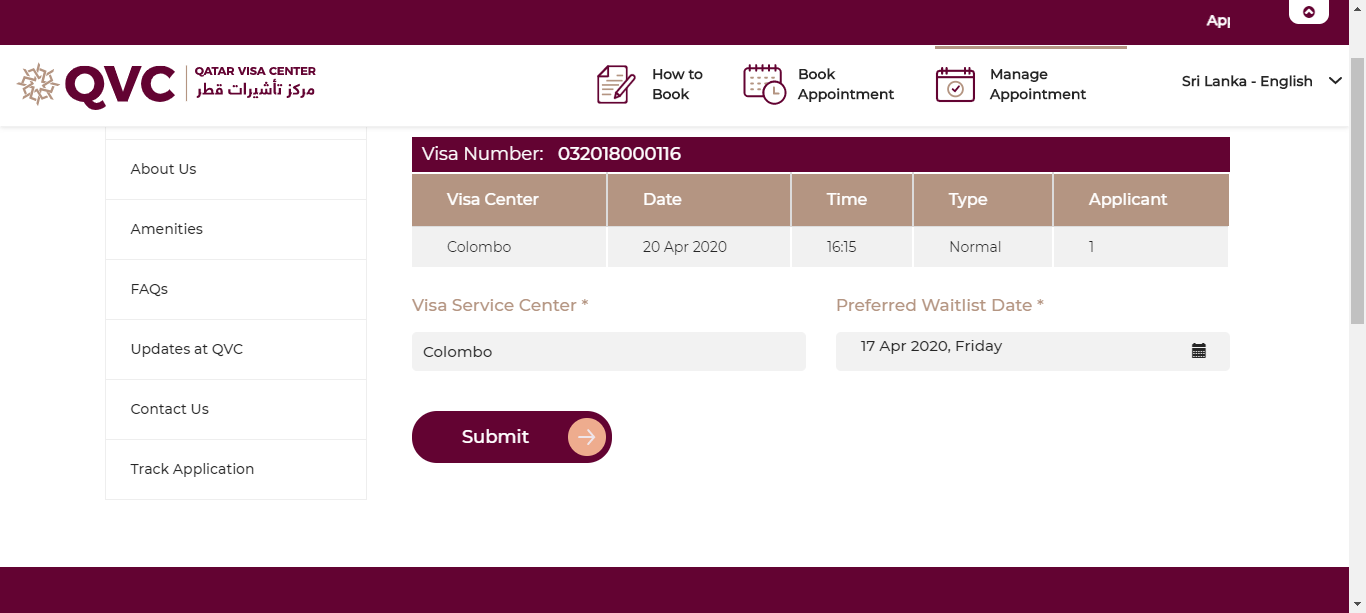 App
QVC
QATAR VISA CENTER
مركز تأشيرات قطر
How to
Book
Book
Appointment
Manage
Appointment
Sri Lanka - English
About Us
Amenities
FAQs
Updates at QVC
Contact Us
Track Application
Visa Number: 032018000116
Visa Center Date Time Type Applicant
Colombo 20 Apr 2020 16:15 Normal 1
Visa Service Center *
Preferred Waitlist Date *
Colombo
17 Apr 2020, Friday
Submit